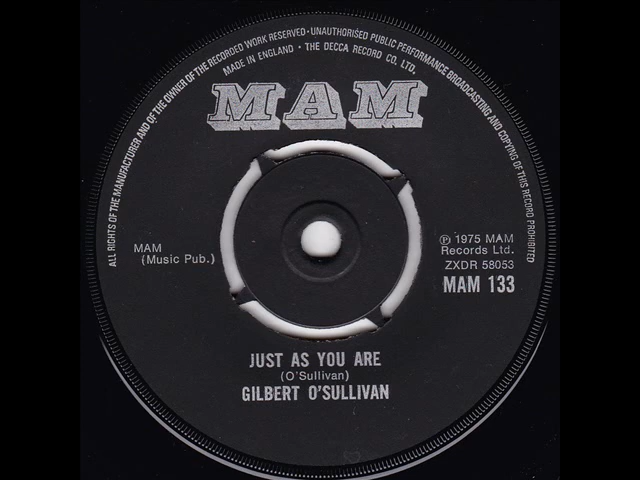 ALL RIGHTS OF THE MANUFACTURER AND OF THE OWNER OF THE RECORDED WORK RESERVED · UNAUTHORISED PUBLIC PERFORMANCE BROADCASTING AND COPYING OF THIS RECORD PROHIBITED
MADE IN ENGLAND · THE DECCA RECORD CO. LTD.
MAM
MAM
(Music Pub.)
℗ 1975 MAM
Records Ltd.
ZXDR 58053
MAM 133
JUST AS YOU ARE
(O'Sullivan)
GILBERT O'SULLIVAN